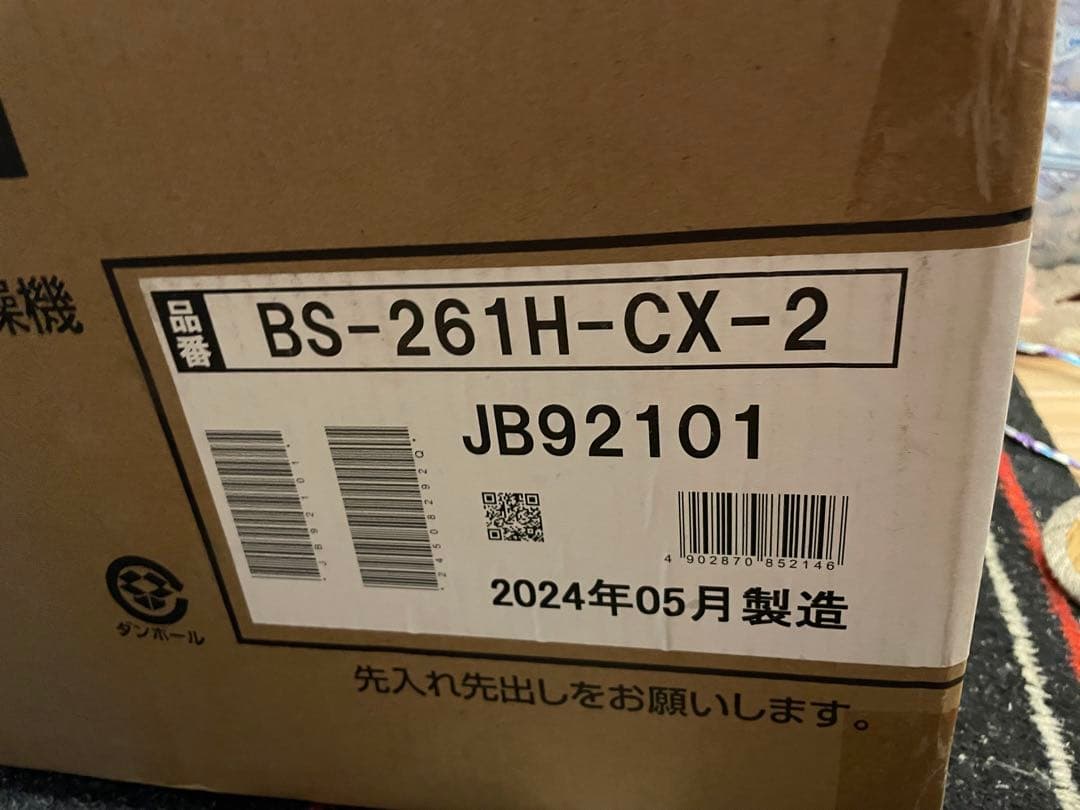 燥機
品番
BS-261H-CX-2
JB92101
JB92101
24508292Q
4 902870 852146
2024年05月製造
ダンボール
先入れ先出しをお願いします。